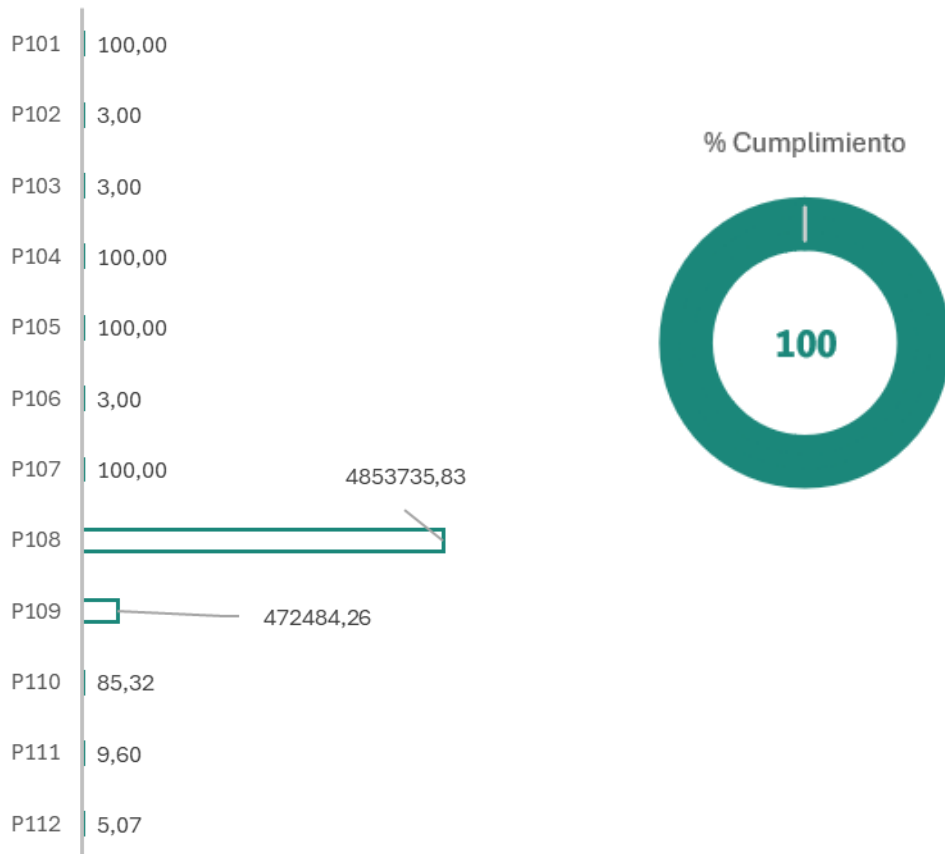 P101 100,00
P102 3,00
P103 3,00
P104 100,00
P105 100,00
P106 3,00
P107 100,00
P108 4853735,83
P109 472484,26
P110 85,32
P111 9,60
P112 5,07
% Cumplimiento
100